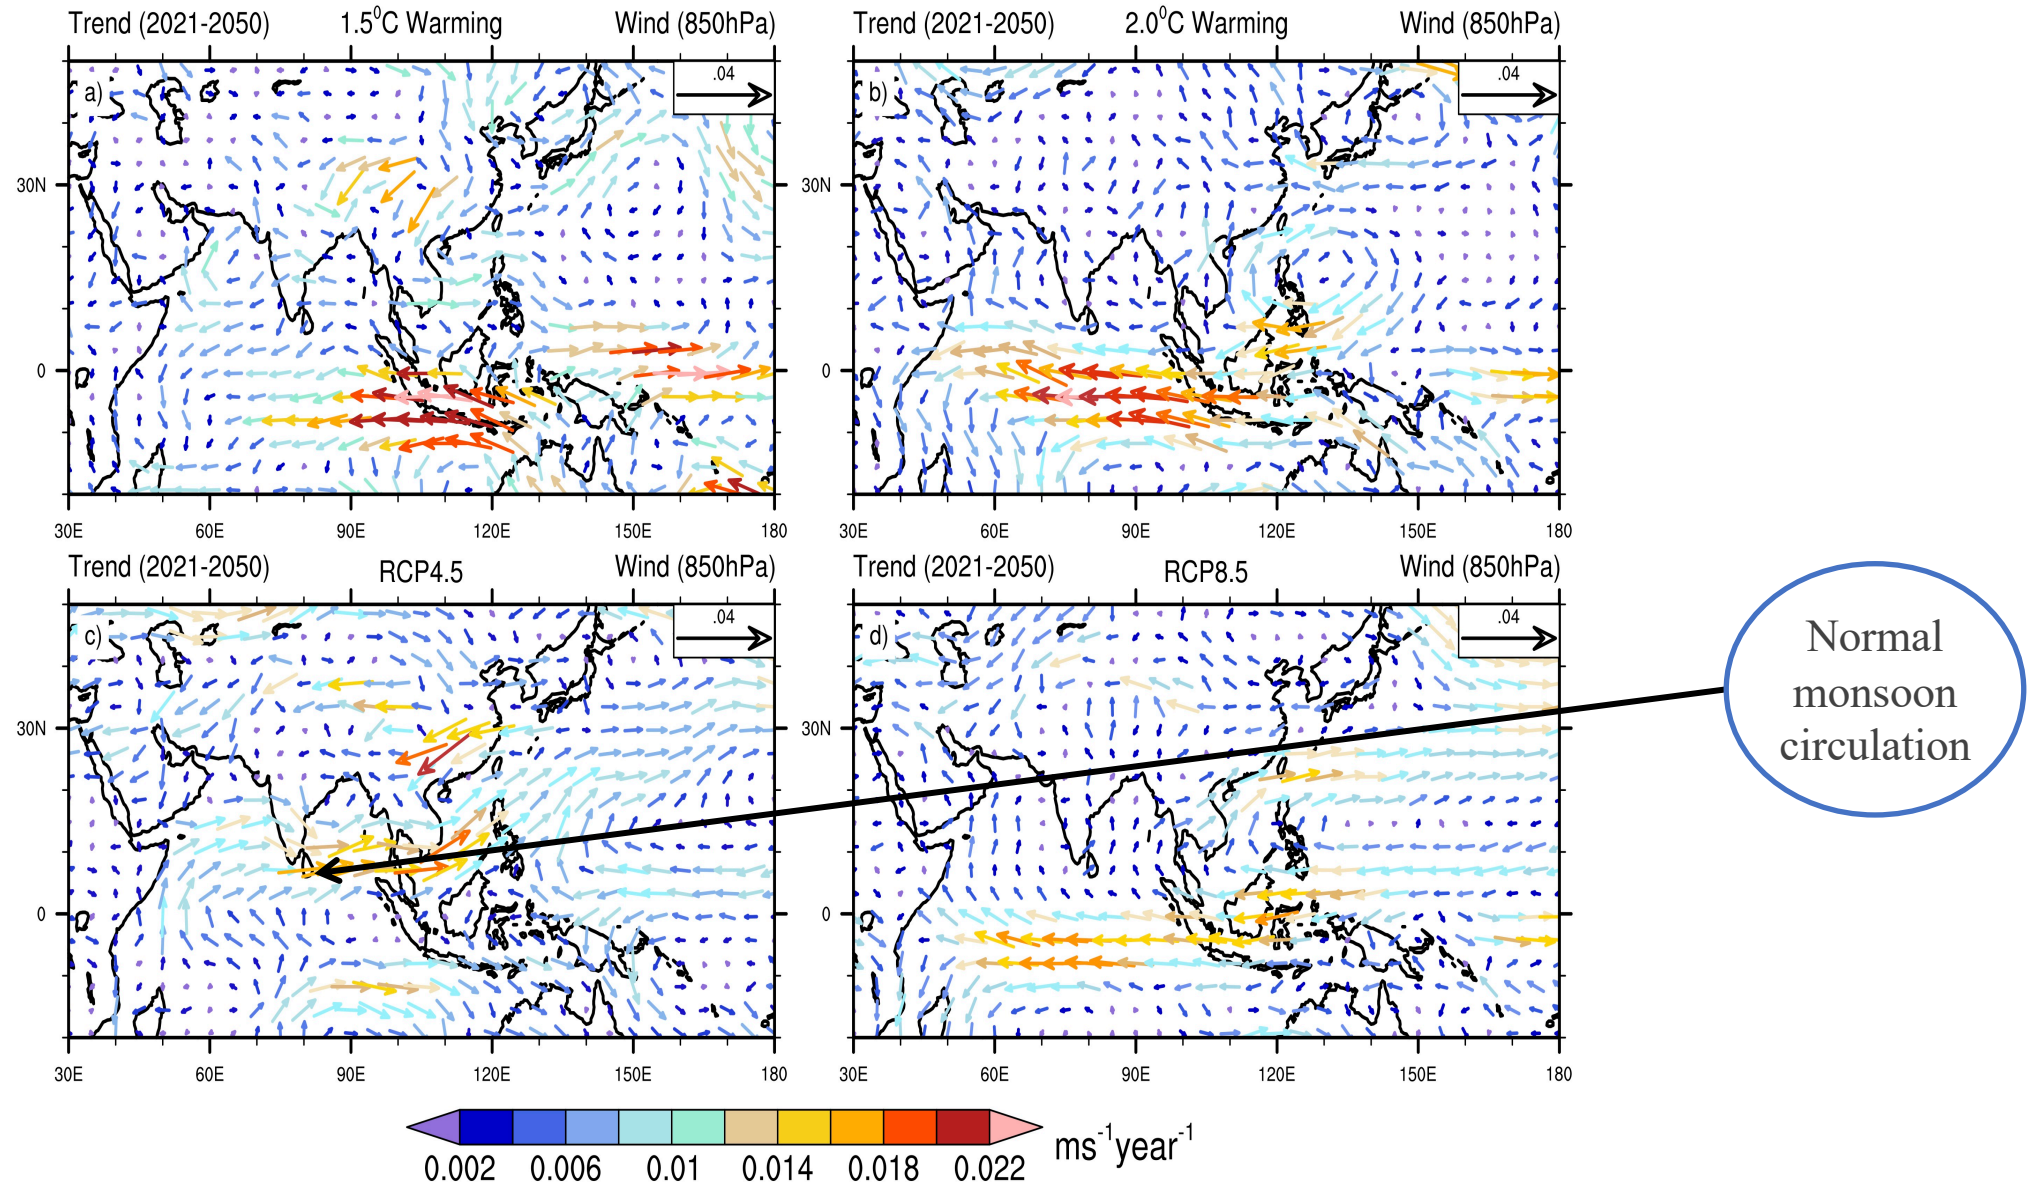 Trend (2021-2050) 1.5⁰C Warming Wind (850hPa)
a)
.04
30N
0
30E 60E 90E 120E 150E 180
Trend (2021-2050) 2.0⁰C Warming Wind (850hPa)
b)
.04
30N
0
30E 60E 90E 120E 150E 180
Trend (2021-2050) RCP4.5 Wind (850hPa)
c)
.04
30N
0
30E 60E 90E 120E 150E 180
Trend (2021-2050) RCP8.5 Wind (850hPa)
d)
.04
30N
0
30E 60E 90E 120E 150E 180
Normal
monsoon
circulation
0.002 0.006 0.01 0.014 0.018 0.022
ms⁻¹year⁻¹